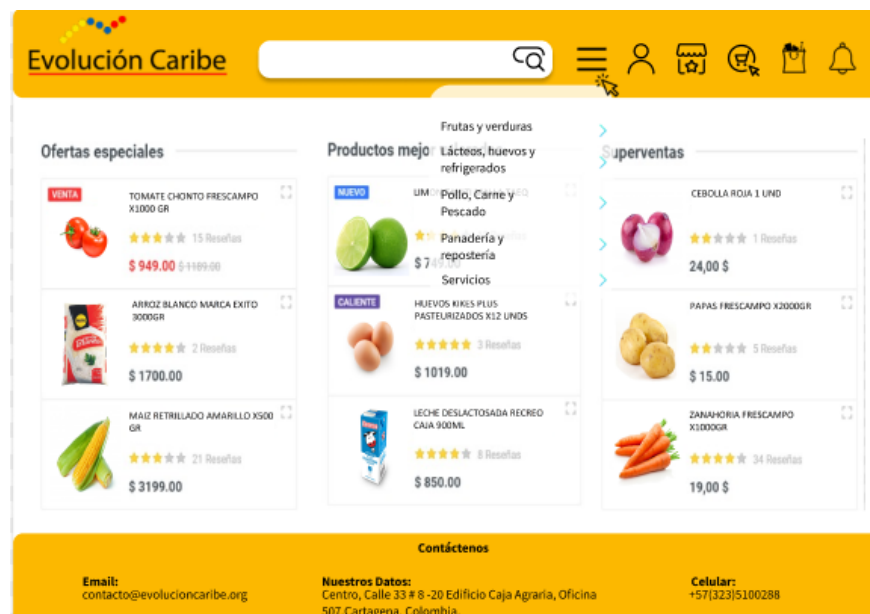 Evolución Caribe
Frutas y verduras
Lácteos, huevos y
refrigerados
Pollo, Carne y
Pescado
Panadería y
repostería
Servicios
Ofertas especiales
VENTA
TOMATE CHONTO FRESCAMPO
X1000 GR
15 Reseñas
$ 949.00 $ 1189.00
ARROZ BLANCO MARCA EXITO
3000GR
2 Reseñas
$ 1700.00
MAIZ RETRILLADO AMARILLO X500
GR
21 Reseñas
$ 3199.00
Productos mejor
NUEVO
$ 749.00
CALIENTE
HUEVOS KIKES PLUS
PASTEURIZADOS X12 UNDS
3 Reseñas
$ 1019.00
LECHE DESLACTOSADA RECREO
CAJA 900ML
8 Reseñas
$ 850.00
Superventas
CEBOLLA ROJA 1 UND
1 Reseñas
24,00 $
PAPAS FRESCAMPO X2000GR
5 Reseñas
$ 15.00
ZANAHORIA FRESCAMPO
X1000GR
34 Reseñas
19,00 $
Contáctenos
Email:
contacto@evolucioncaribe.org
Nuestros Datos:
Centro, Calle 33 # 8 -20 Edificio Caja Agraria, Oficina
507 Cartagena, Colombia.
Celular:
+57(323)5100288